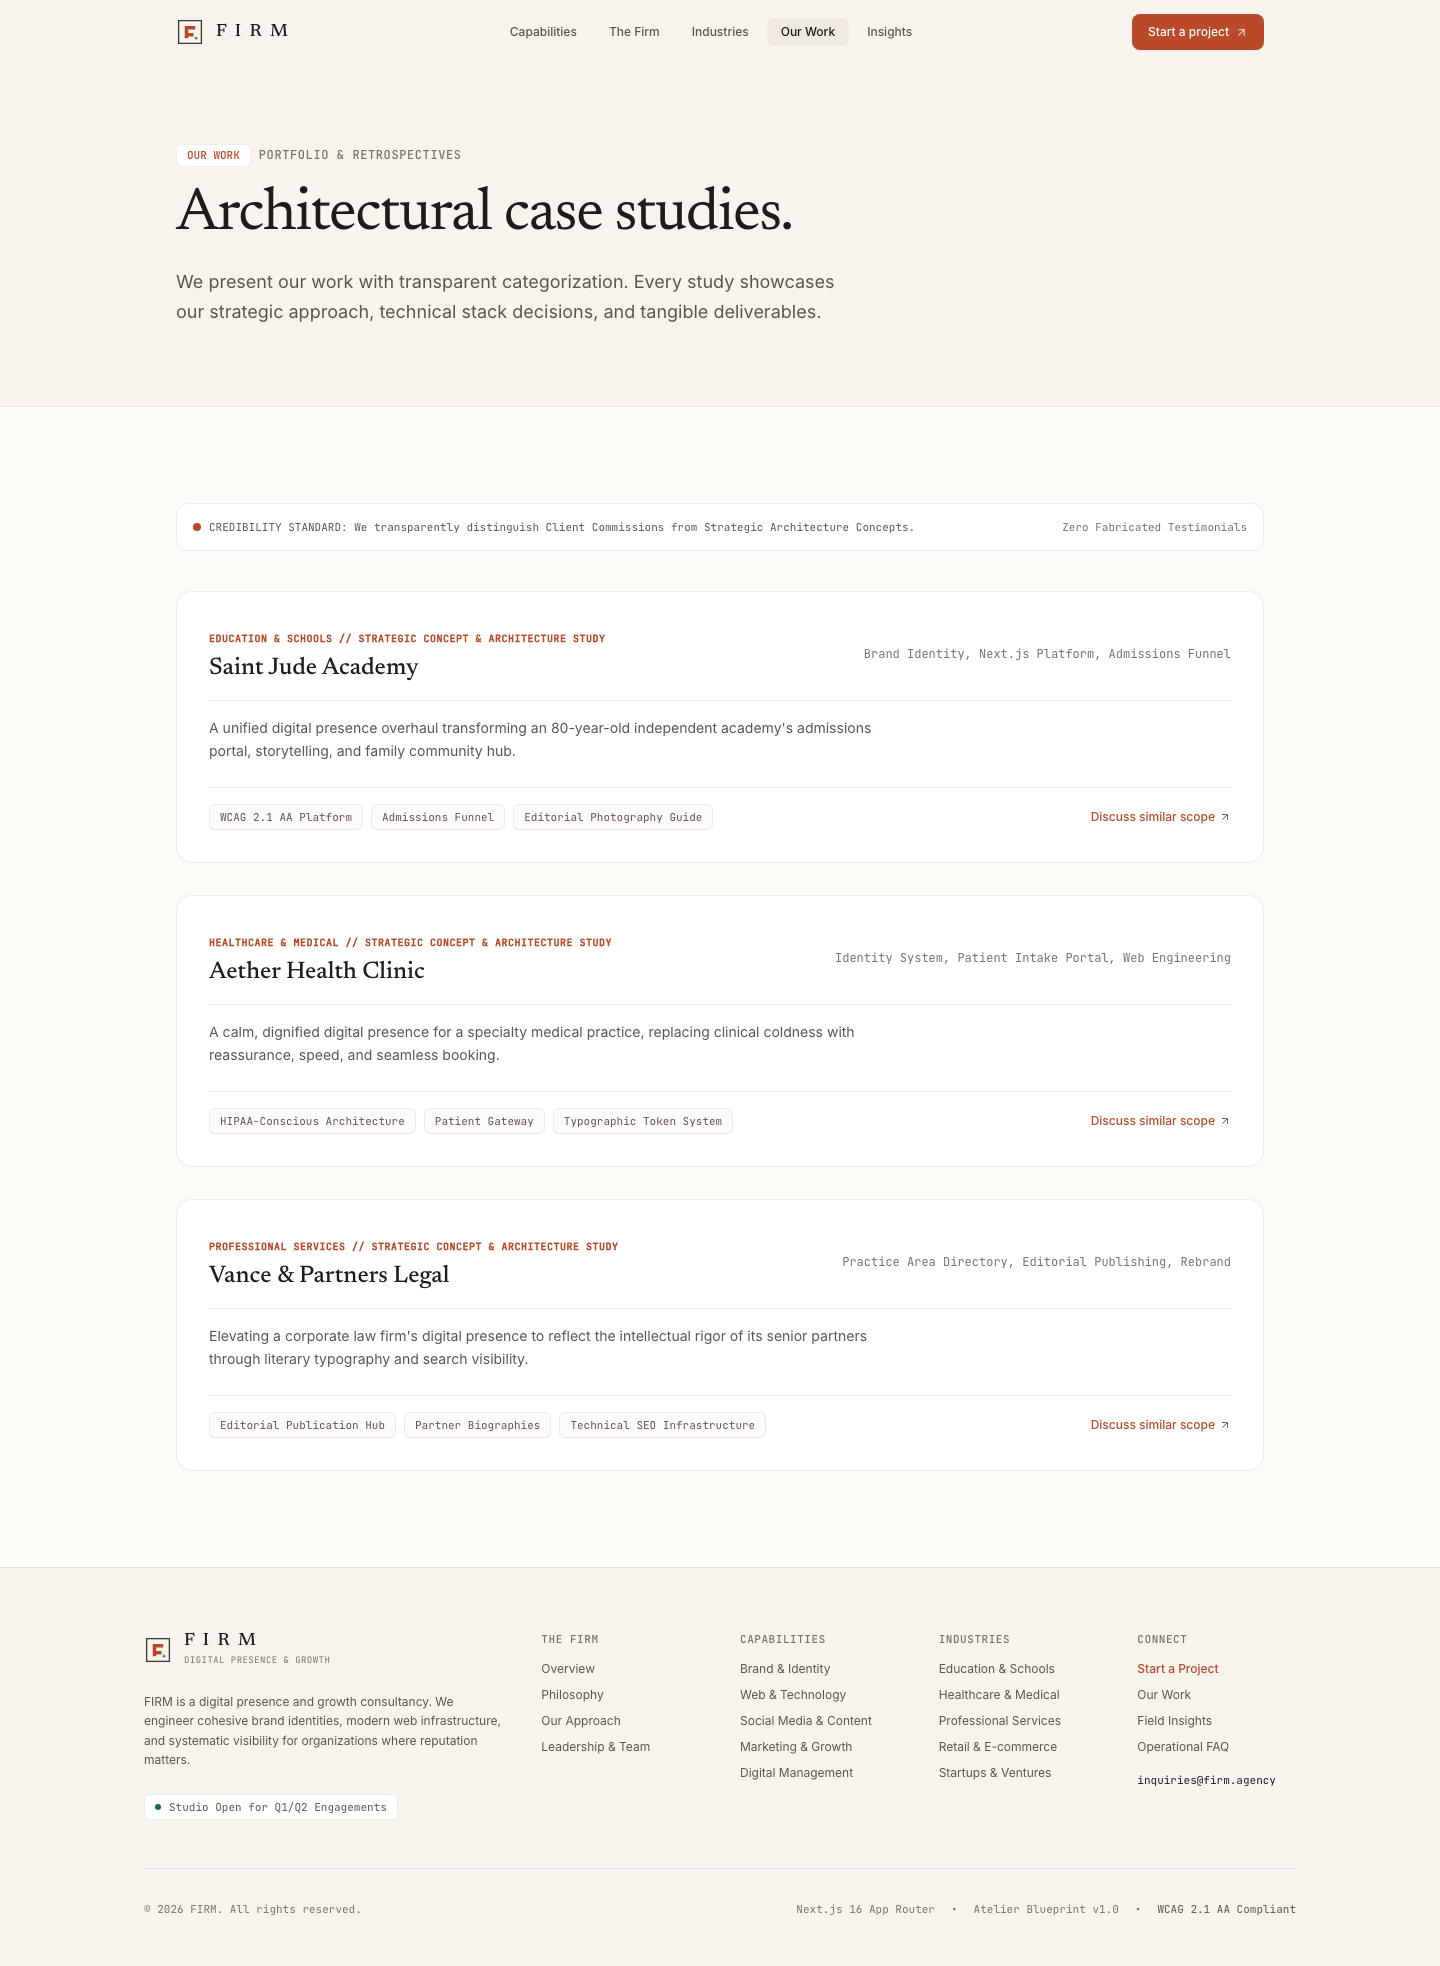 F. FIRM
Capabilities
The Firm
Industries
Our Work
Insights
Start a project
OUR WORK PORTFOLIO & RETROSPECTIVES
Architectural case studies.
We present our work with transparent categorization. Every study showcases
our strategic approach, technical stack decisions, and tangible deliverables.
CREDIBILITY STANDARD: We transparently distinguish Client Commissions from Strategic Architecture Concepts.
Zero Fabricated Testimonials
EDUCATION & SCHOOLS // STRATEGIC CONCEPT & ARCHITECTURE STUDY
Saint Jude Academy
Brand Identity, Next.js Platform, Admissions Funnel
A unified digital presence overhaul transforming an 80-year-old independent academy's admissions
portal, storytelling, and family community hub.
WCAG 2.1 AA Platform
Admissions Funnel
Editorial Photography Guide
Discuss similar scope
HEALTHCARE & MEDICAL // STRATEGIC CONCEPT & ARCHITECTURE STUDY
Aether Health Clinic
Identity System, Patient Intake Portal, Web Engineering
A calm, dignified digital presence for a specialty medical practice, replacing clinical coldness with
reassurance, speed, and seamless booking.
HIPAA-Conscious Architecture
Patient Gateway
Typographic Token System
Discuss similar scope
PROFESSIONAL SERVICES // STRATEGIC CONCEPT & ARCHITECTURE STUDY
Vance & Partners Legal
Practice Area Directory, Editorial Publishing, Rebrand
Elevating a corporate law firm's digital presence to reflect the intellectual rigor of its senior partners
through literary typography and search visibility.
Editorial Publication Hub
Partner Biographies
Technical SEO Infrastructure
Discuss similar scope
F. FIRM
DIGITAL PRESENCE & GROWTH
FIRM is a digital presence and growth consultancy. We
engineer cohesive brand identities, modern web infrastructure,
and systematic visibility for organizations where reputation
matters.
Studio Open for Q1/Q2 Engagements
THE FIRM
Overview
Philosophy
Our Approach
Leadership & Team
CAPABILITIES
Brand & Identity
Web & Technology
Social Media & Content
Marketing & Growth
Digital Management
INDUSTRIES
Education & Schools
Healthcare & Medical
Professional Services
Retail & E-commerce
Startups & Ventures
CONNECT
Start a Project
Our Work
Field Insights
Operational FAQ
inquiries@firm.agency
© 2026 FIRM. All rights reserved.
Next.js 16 App Router • Atelier Blueprint v1.0 • WCAG 2.1 AA Compliant